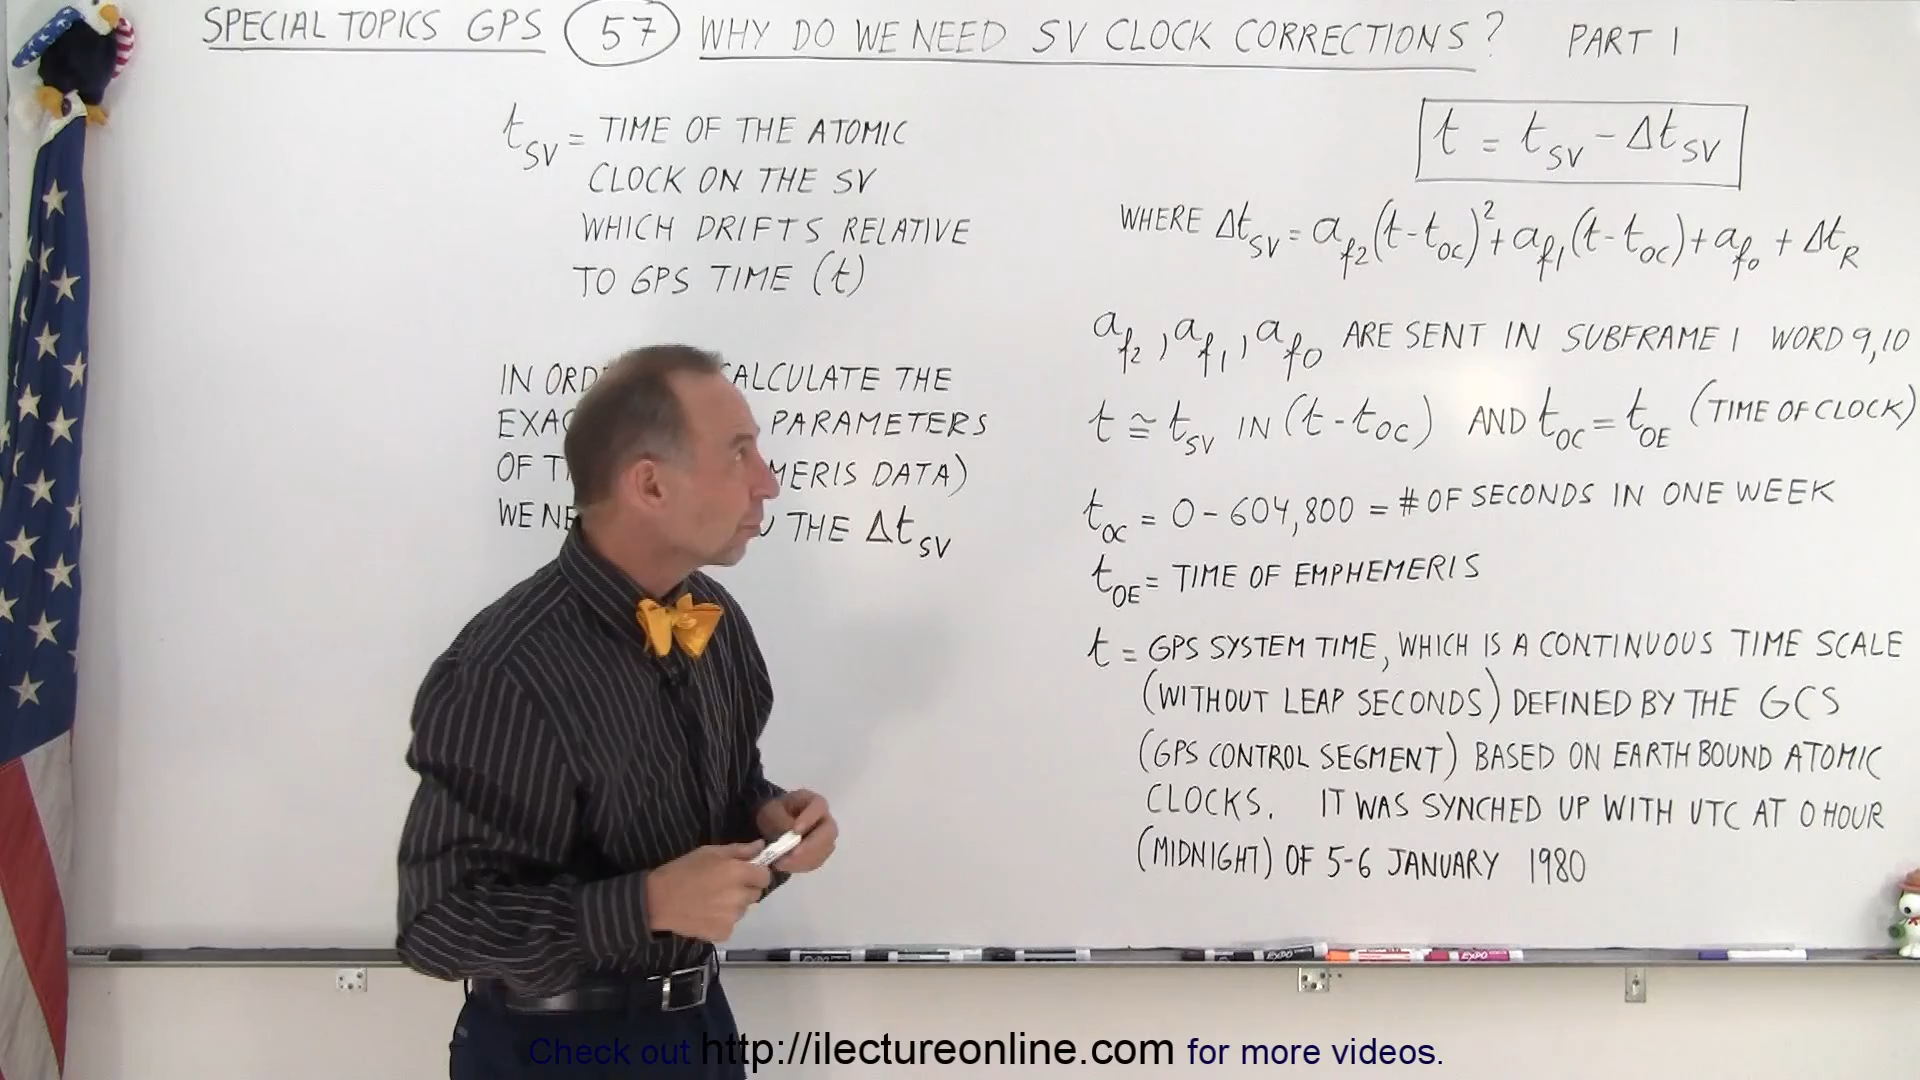 SPECIAL TOPICS GPS 57 WHY DO WE NEED SV CLOCK CORRECTIONS? PART 1
t_SV = TIME OF THE ATOMIC
CLOCK ON THE SV
WHICH DRIFTS RELATIVE
TO GPS TIME (t)
IN ORD CALCULATE THE
EXAC PARAMETERS
OF T MERIS DATA)
WE NE THE Δt_SV
t = t_SV - Δt_SV
WHERE Δt_SV = a_f2(t-t_OC)² + a_f1(t-t_OC) + a_f0 + Δt_R
a_f2, a_f1, a_f0 ARE SENT IN SUBFRAME 1 WORD 9,10
t ≅ t_SV IN (t-t_OC) AND t_OC = t_OE (TIME OF CLOCK)
t_OC = 0-604,800 = # OF SECONDS IN ONE WEEK
t_OE = TIME OF EMPHEMERIS
t = GPS SYSTEM TIME, WHICH IS A CONTINUOUS TIME SCALE
(WITHOUT LEAP SECONDS) DEFINED BY THE GCS
(GPS CONTROL SEGMENT) BASED ON EARTH BOUND ATOMIC
CLOCKS. IT WAS SYNCHED UP WITH UTC AT 0 HOUR
(MIDNIGHT) OF 5-6 JANUARY 1980
EXPO
EXPO
EXPO
Check out http://ilectureonline.com for more videos.